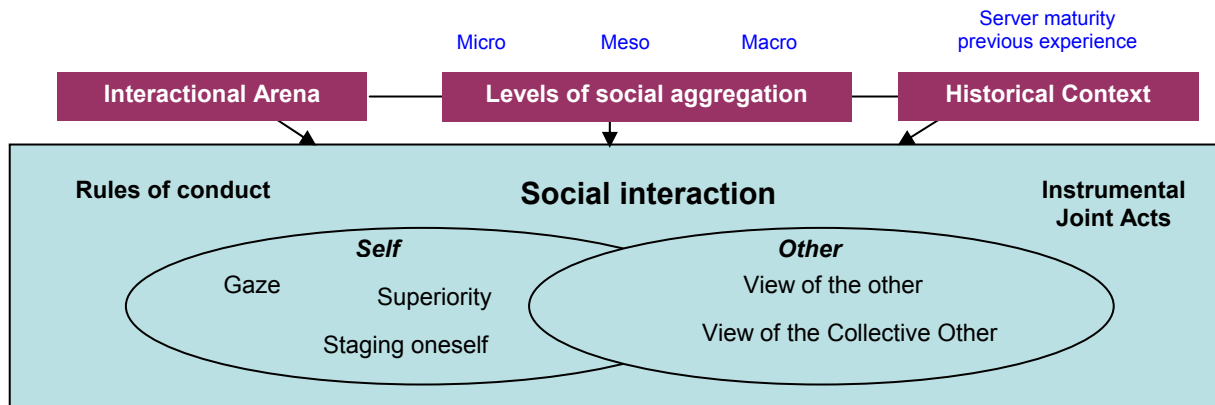 Micro Meso Macro
Server maturity
previous experience
Interactional Arena
Levels of social aggregation
Historical Context
Rules of conduct
Social interaction
Instrumental
Joint Acts
Self
Other
Gaze
Superiority
Staging oneself
View of the other
View of the Collective Other